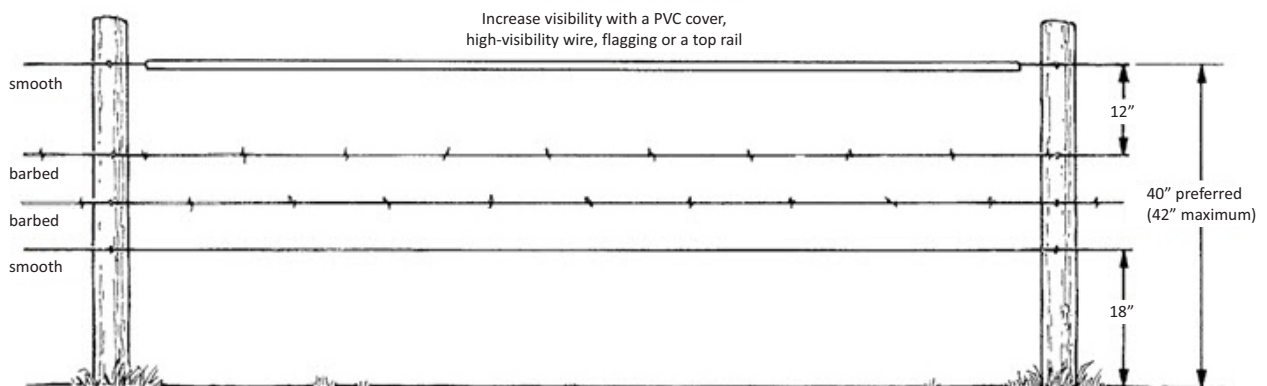 Increase visibility with a PVC cover,
high-visibility wire, flagging or a top rail
smooth
12”
barbed
40” preferred
(42” maximum)
barbed
smooth
18”